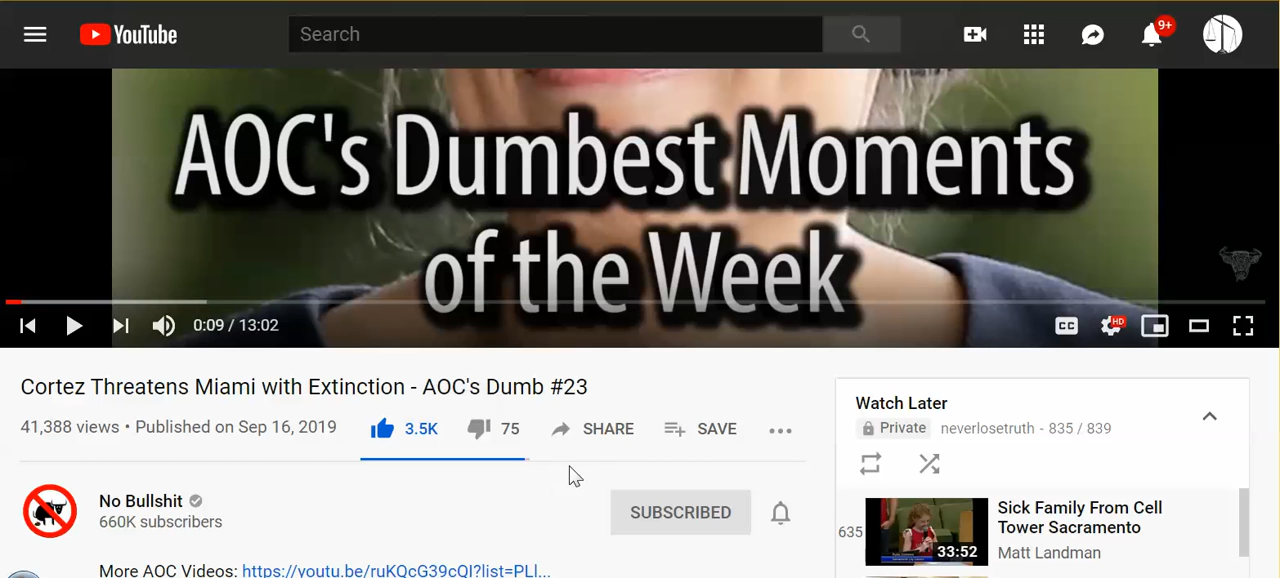 YouTube
Search
9+
AOC's Dumbest Moments
of the Week
0:09 / 13:02
CC
HD
Cortez Threatens Miami with Extinction - AOC's Dumb #23
41,388 views • Published on Sep 16, 2019
3.5K
75
SHARE
SAVE
No Bullshit
660K subscribers
SUBSCRIBED
More AOC Videos: https://youtu.be/ruKQcG39cQI?list=PLl...
Watch Later
Private neverlosetruth - 835 / 839
635
33:52
Sick Family From Cell
Tower Sacramento
Matt Landman